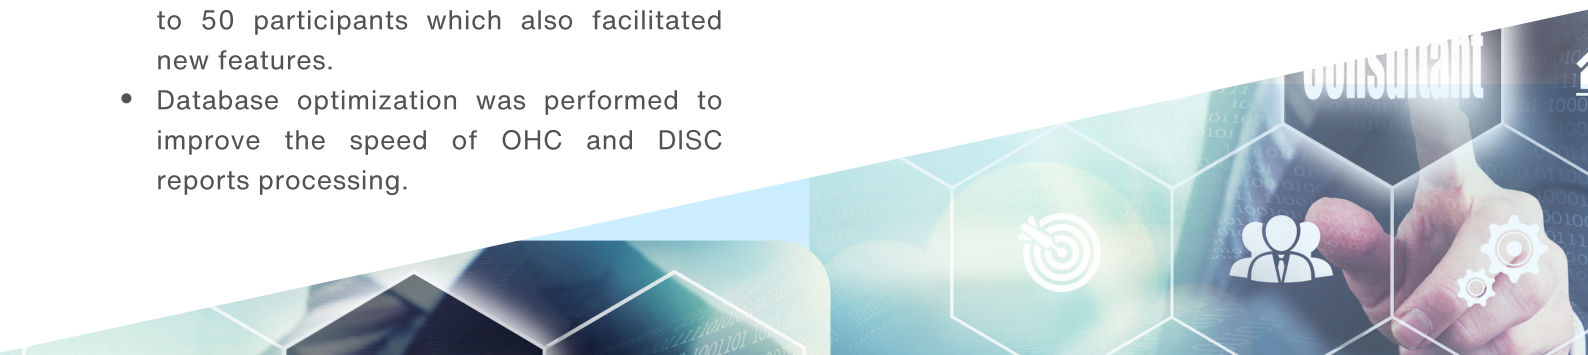 to 50 participants which also facilitated
new features.
• Database optimization was performed to
improve the speed of OHC and DISC
reports processing.
Consultant